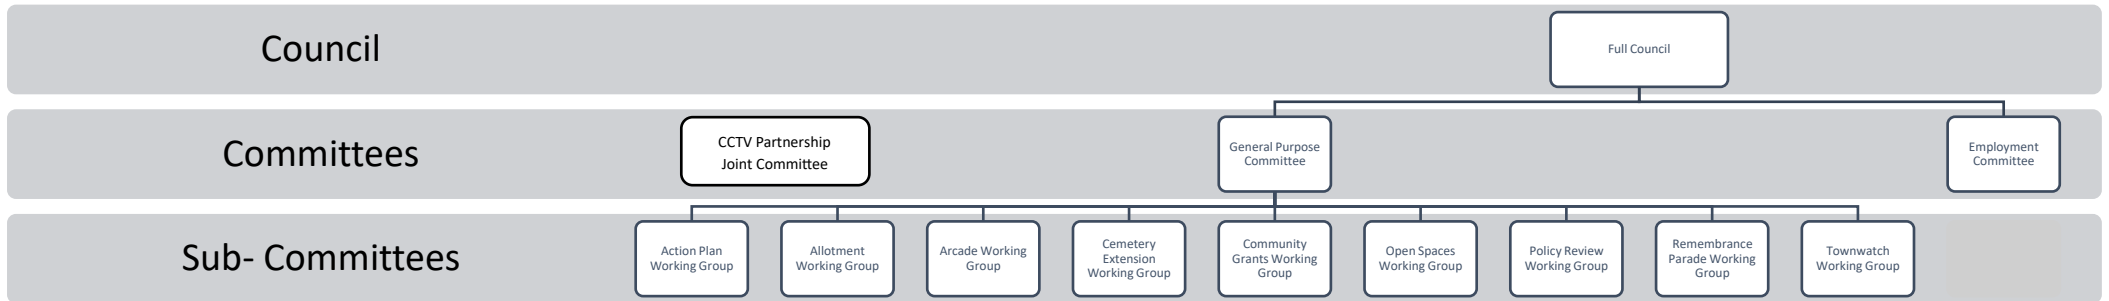 Council
Full Council
Committees
CCTV Partnership
Joint Committee
General Purpose
Committee
Employment
Committee
Sub- Committees
Action Plan
Working Group
Allotment
Working Group
Arcade Working
Group
Cemetery
Extension
Working Group
Community
Grants Working
Group
Open Spaces
Working Group
Policy Review
Working Group
Remembrance
Parade Working
Group
Townwatch
Working Group